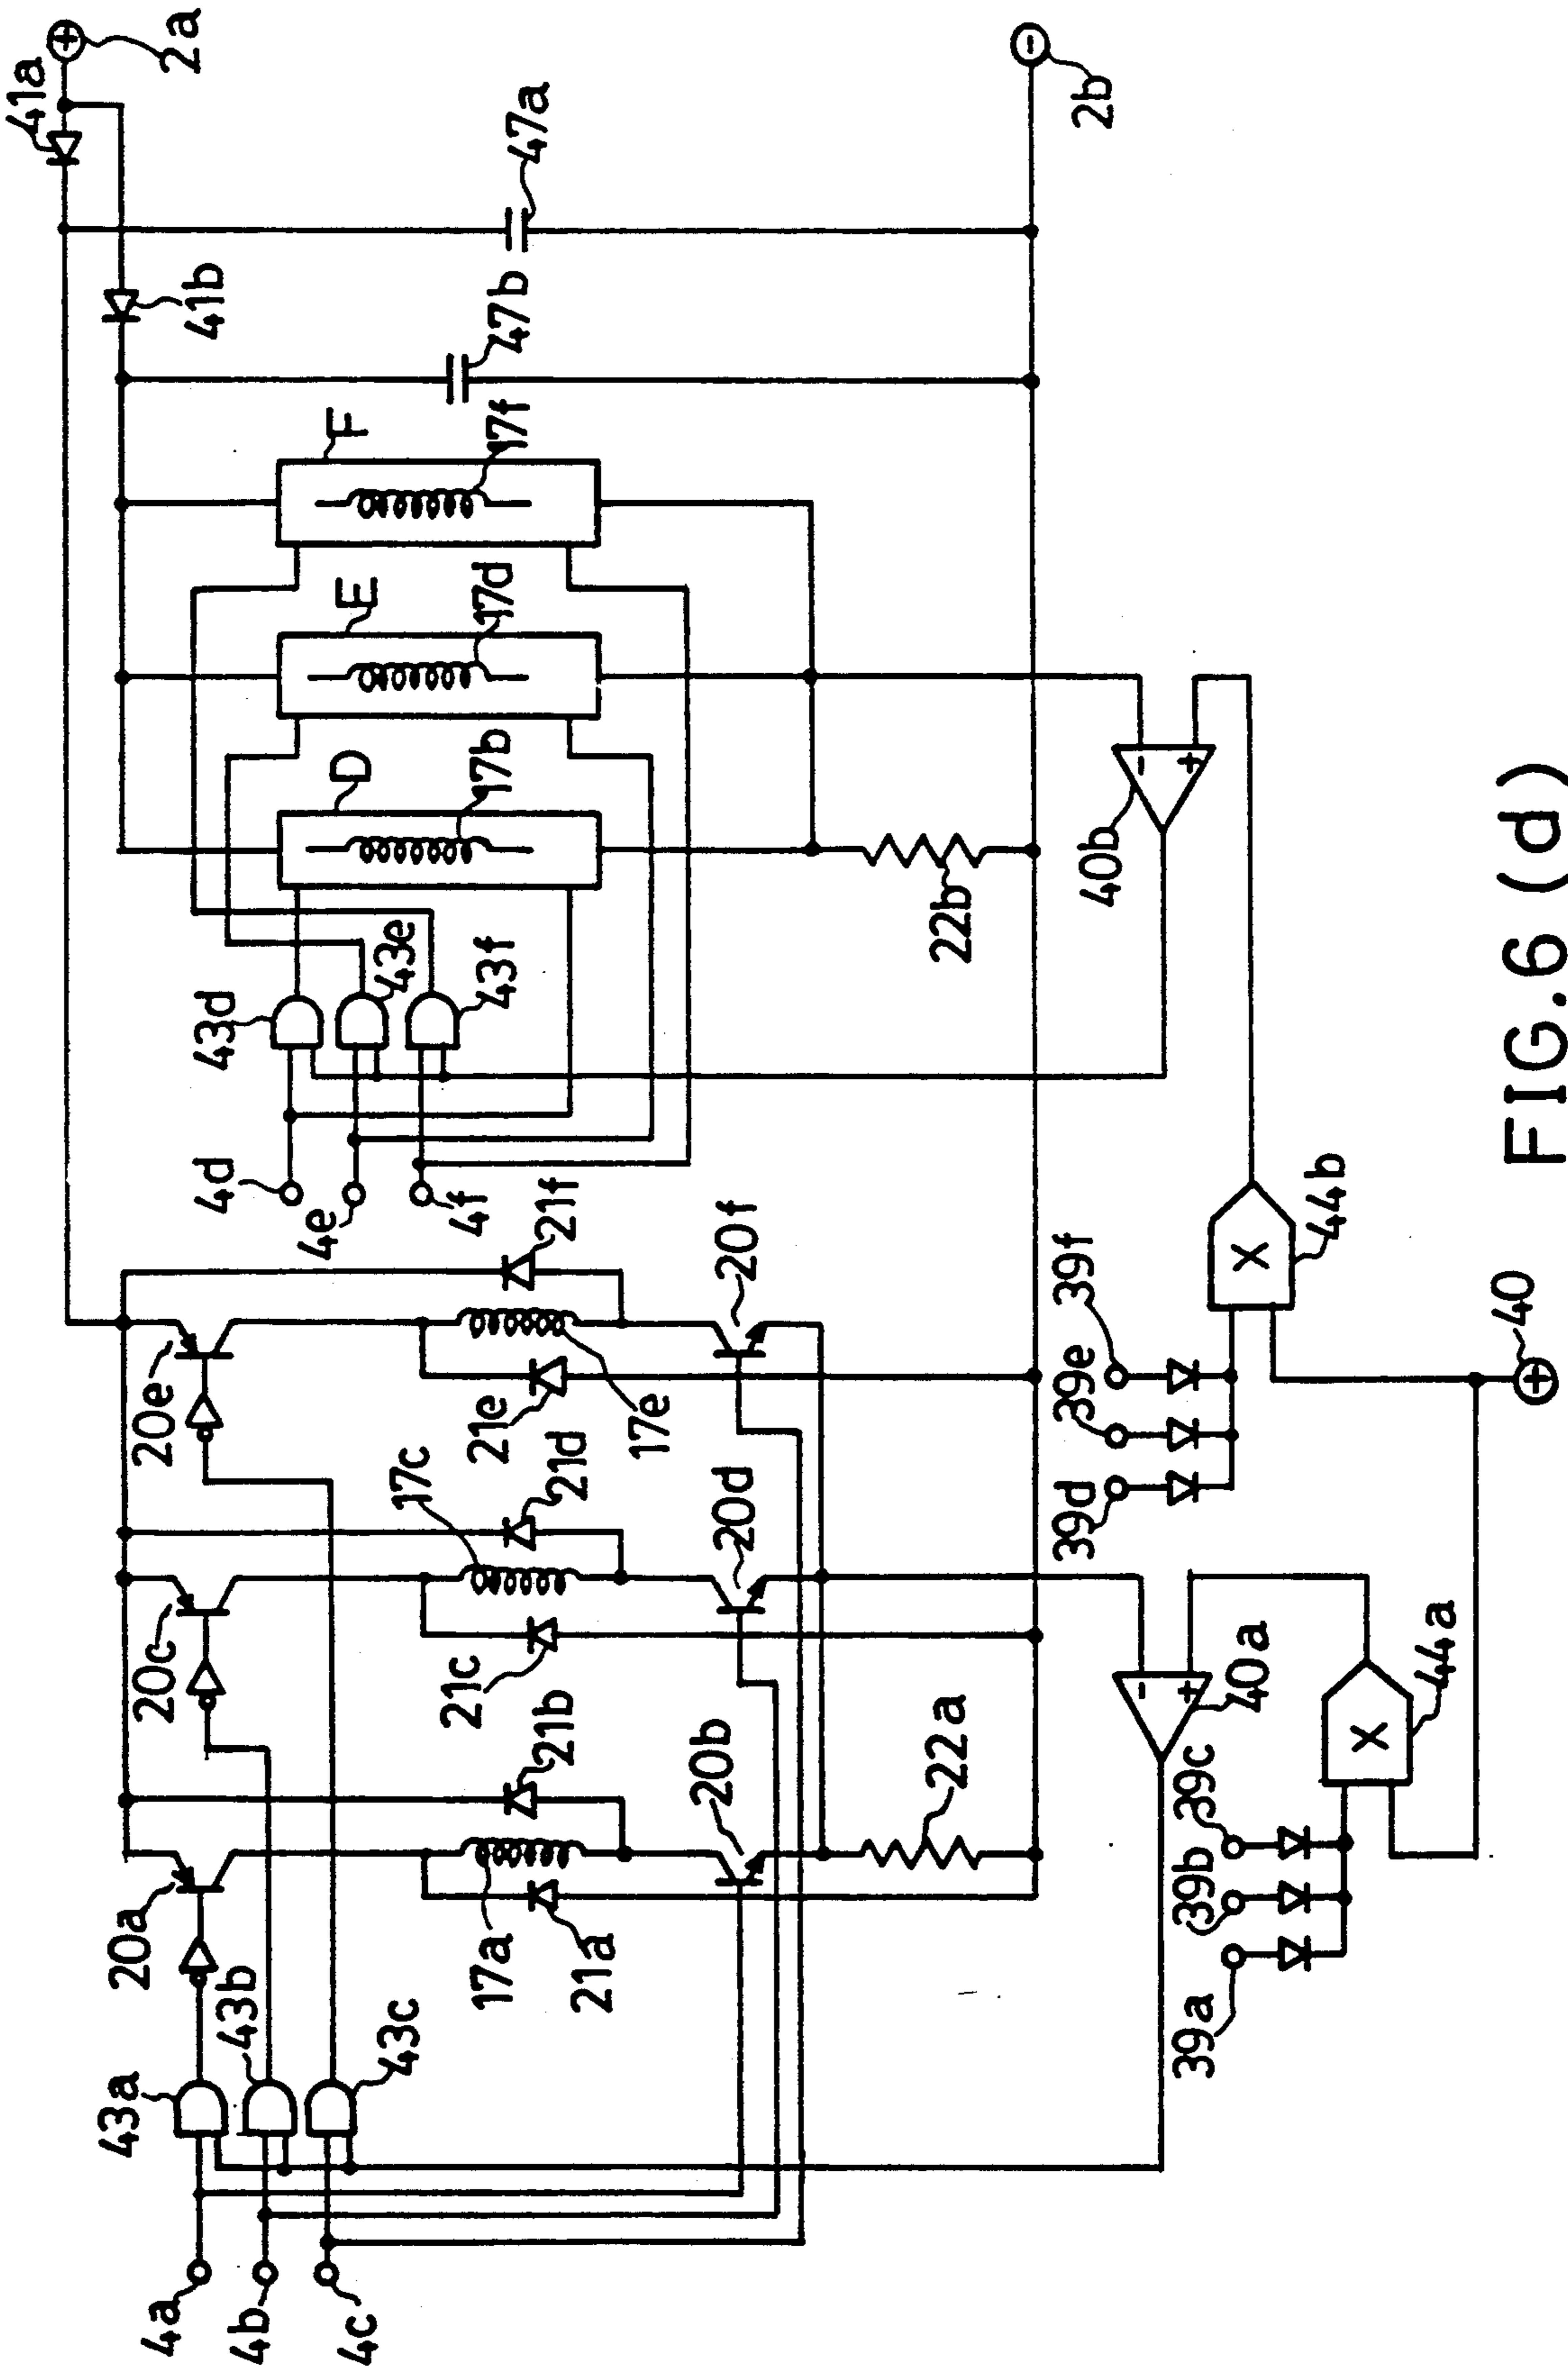 41a
+
2a
47a
41b
47b
F
17f
E
17d
D
17b
43d
43e
43f
4d
4e
4f
22b
-
2b
-
+
40b
20e
21f
17e
21e
20f
20c
17c
21d
21c
20d
20a
21b
17a
21a
20b
22a
43a
43b
43c
4a
4b
4c
39f
39e
39d
X
44b
+
40
-
+
40a
39c
39b
39a
X
44a
FIG.6 (d)